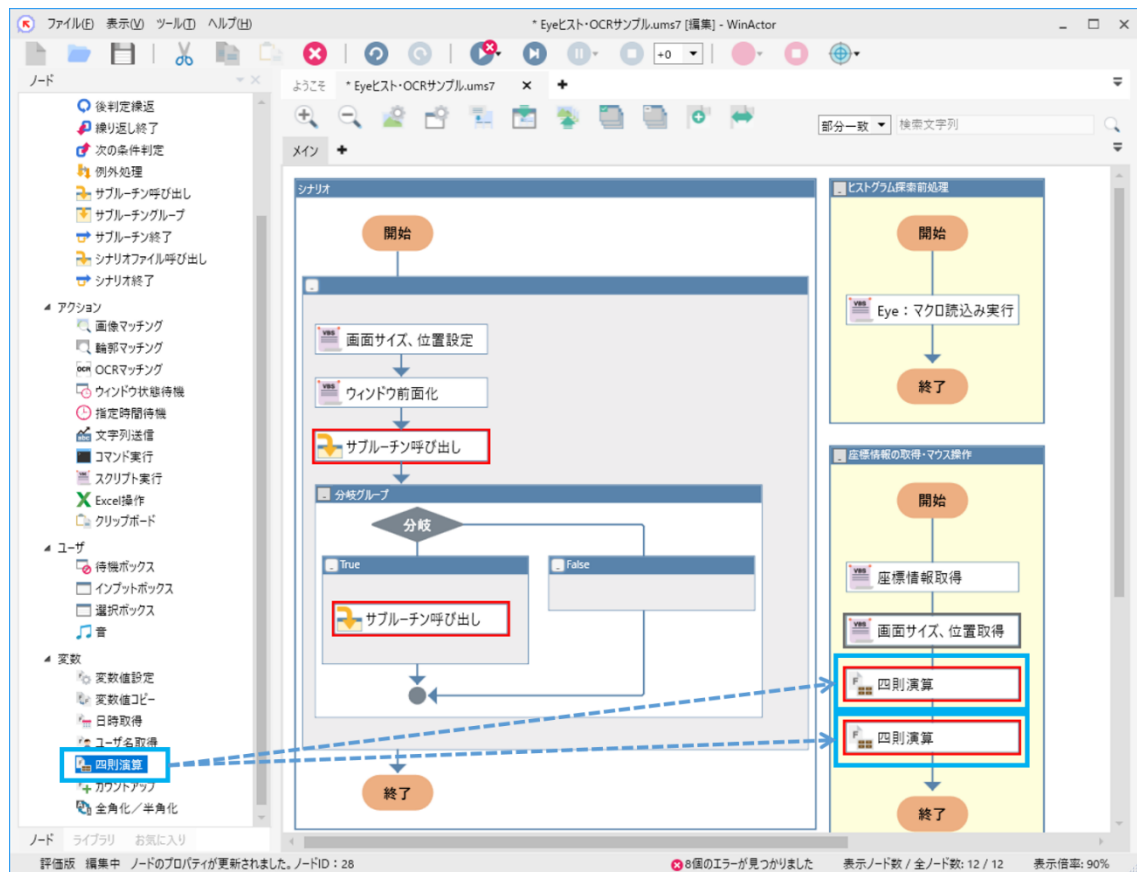 ファイル(F) 表示(V) ツール(T) ヘルプ(H)
* Eyeヒスト・OCRサンプル.ums7 [編集] - WinActor
+0
ノード
後判定繰返
繰り返し終了
次の条件判定
例外処理
サブルーチン呼び出し
サブルーチングループ
サブルーチン終了
シナリオファイル呼び出し
シナリオ終了
アクション
画像マッチング
輪郭マッチング
OCR OCRマッチング
ウィンドウ状態待機
指定時間待機
文字列送信
コマンド実行
スクリプト実行
Excel操作
クリップボード
ユーザ
待機ボックス
インプットボックス
選択ボックス
音
変数
変数値設定
変数値コピー
日時取得
ユーザ名取得
四則演算
カウントアップ
全角化/半角化
ノード ライブラリ お気に入り
ようこそ * Eyeヒスト・OCRサンプル.ums7
部分一致 検索文字列
メイン
シナリオ
開始
VBS 画面サイズ、位置設定
VBS ウィンドウ前面化
サブルーチン呼び出し
分岐グループ
分岐
True
サブルーチン呼び出し
False
終了
ヒストグラム探索前処理
開始
VBS Eye:マクロ読込み実行
終了
座標情報の取得・マウス操作
開始
VBS 座標情報取得
VBS 画面サイズ、位置取得
四則演算
四則演算
終了
評価版 編集中 ノードのプロパティが更新されました。ノードID:28
8個のエラーが見つかりました
表示ノード数 / 全ノード数: 12 / 12
表示倍率: 90%